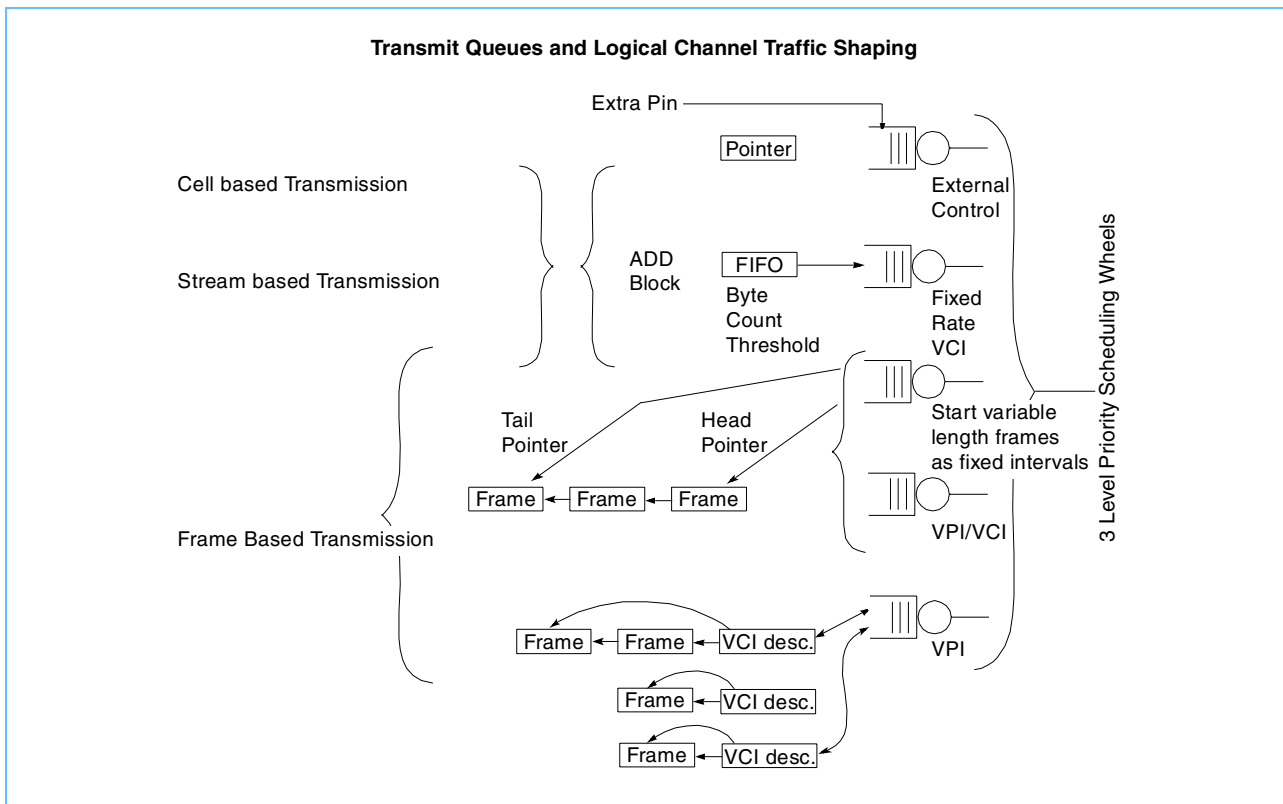 Transmit Queues and Logical Channel Traffic Shaping
Extra Pin
Pointer
Cell based Transmission
External
Control
Stream based Transmission
ADD
Block
FIFO
Byte
Count
Threshold
Fixed
Rate
VCI
3 Level Priority Scheduling Wheels
Tail
Pointer
Head
Pointer
Start variable
length frames
as fixed intervals
Frame
Frame
Frame
Frame Based Transmission
VPI/VCI
Frame
Frame
VCI desc.
VPI
Frame
VCI desc.
Frame
VCI desc.